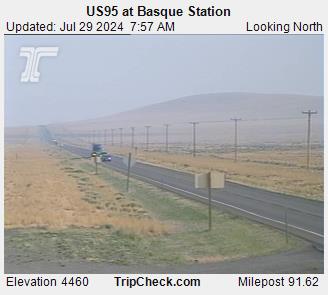 US95 at Basque Station
Updated: Jul 29 2024 7:57 AM Looking North
Elevation 4460 TripCheck.com Milepost 91.62